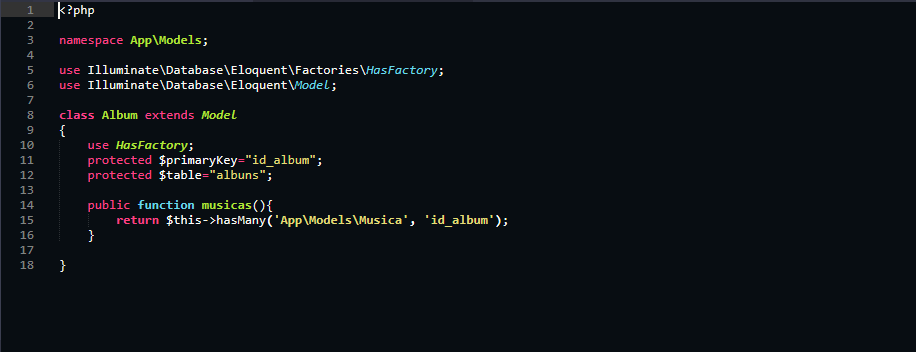 1 <?php
2
3 namespace App\Models;
4
5 use Illuminate\Database\Eloquent\Factories\HasFactory;
6 use Illuminate\Database\Eloquent\Model;
7
8 class Album extends Model
9 {
10     use HasFactory;
11     protected $primaryKey="id_album";
12     protected $table="albuns";
13
14     public function musicas(){
15         return $this->hasMany('App\Models\Musica', 'id_album');
16     }
17
18 }